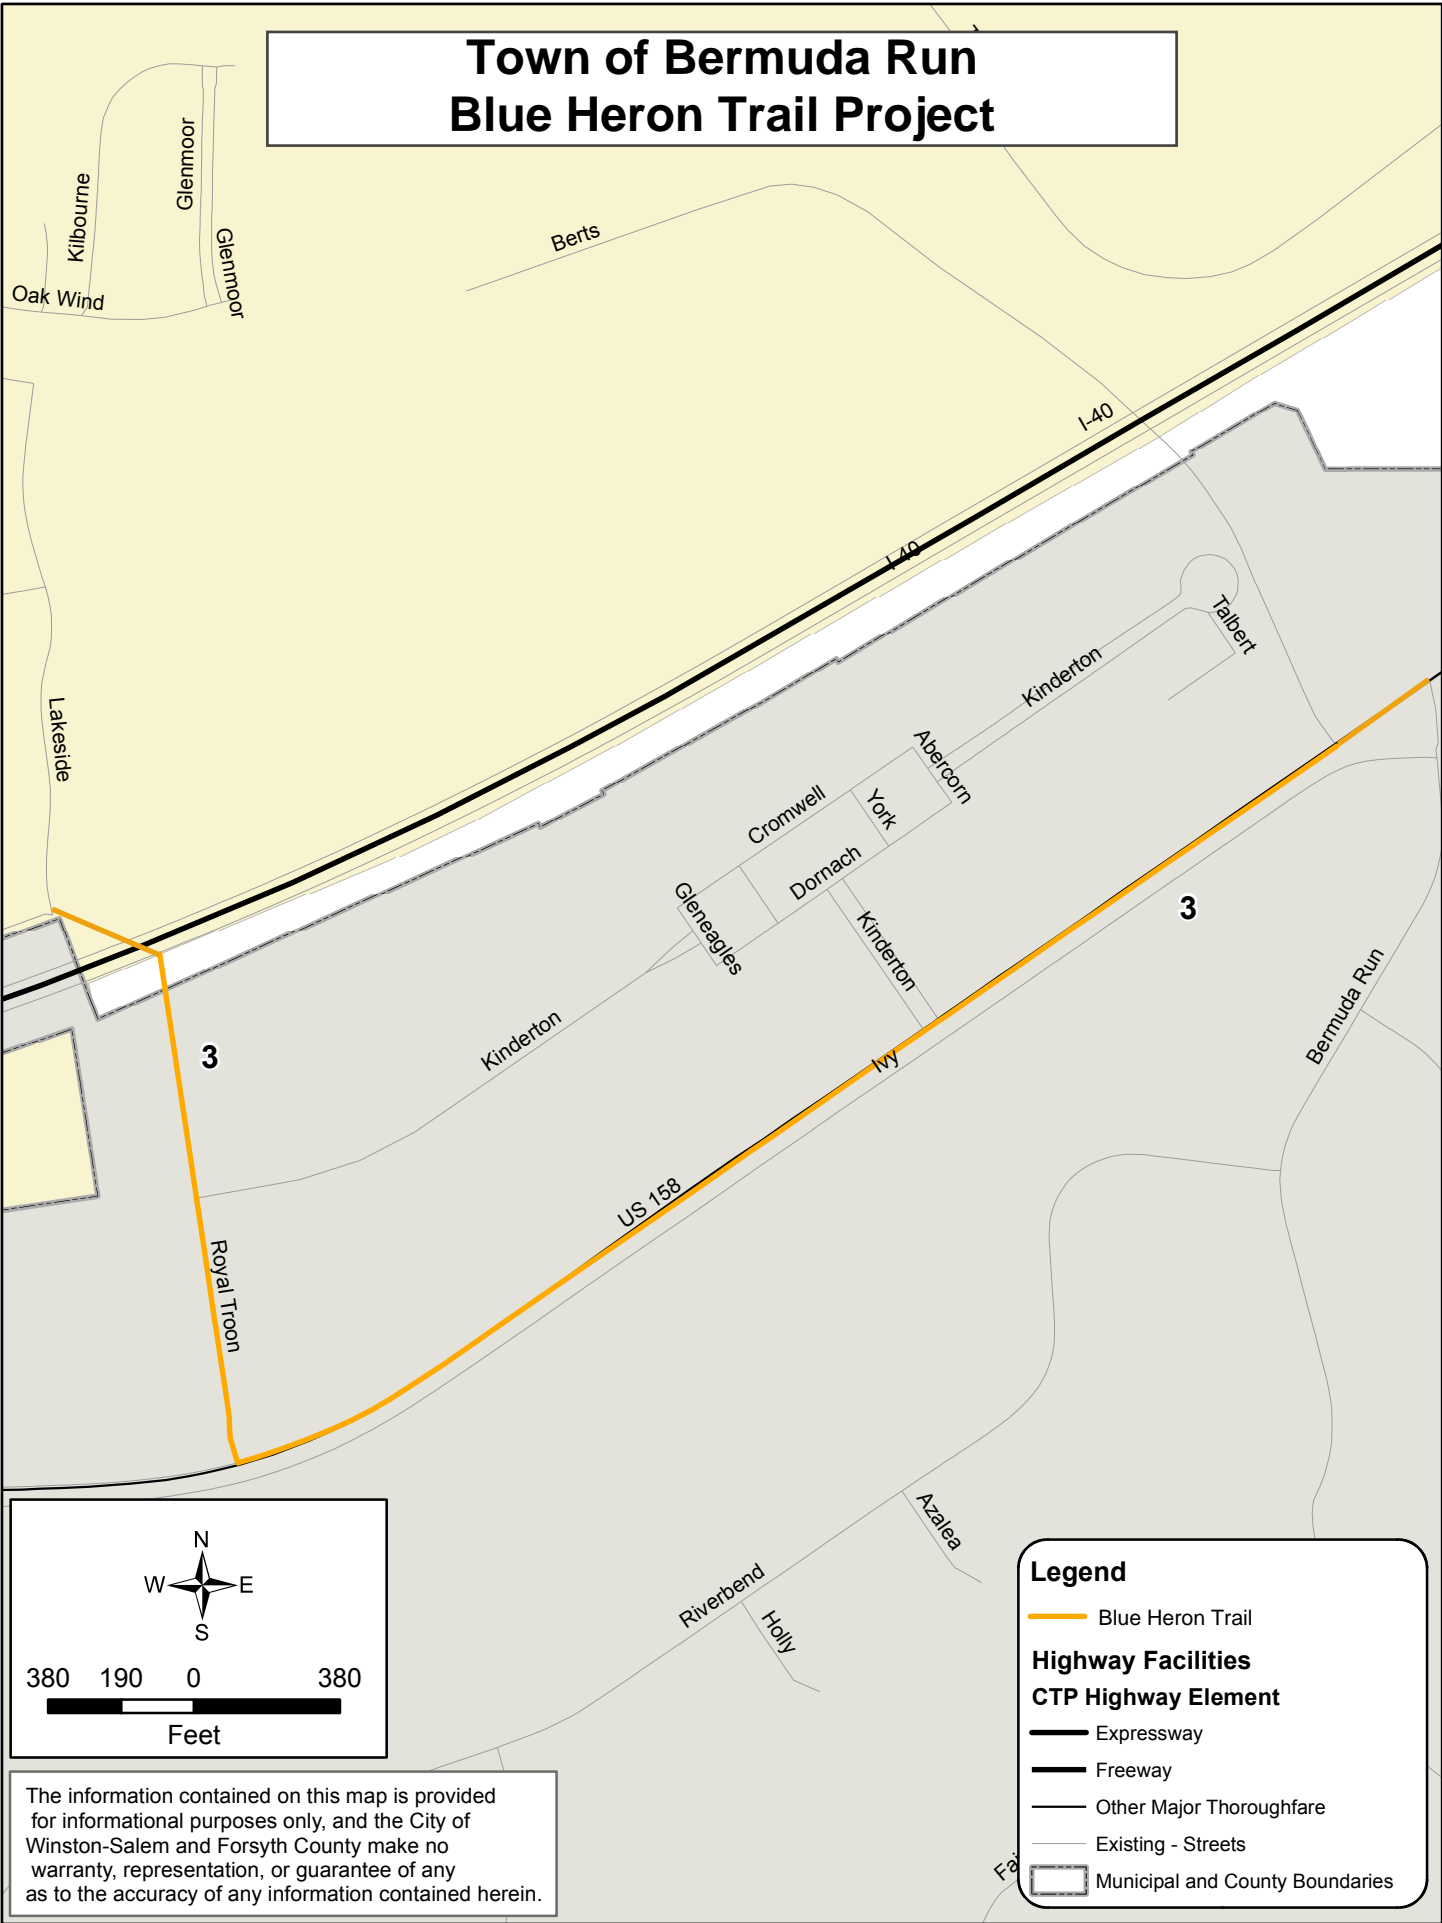 Town of Bermuda Run
Blue Heron Trail Project
Kilbourne
Glenmoor
Glenmoor
Oak Wind
Berts
I-40
I-40
Lakeside
Talbert
Kinderton
Abercorn
Cromwell
York
Dornach
Gleneagles
Kinderton
Kinderton
3
3
Ivy
US 158
Bermuda Run
Royal Troon
Azalea
Riverbend
Holly
N
W E
S
380 190 0 380
Feet
The information contained on this map is provided
for informational purposes only, and the City of
Winston-Salem and Forsyth County make no
warranty, representation, or guarantee of any
as to the accuracy of any information contained herein.
Legend
Blue Heron Trail
Highway Facilities
CTP Highway Element
Expressway
Freeway
Other Major Thoroughfare
Existing - Streets
Municipal and County Boundaries